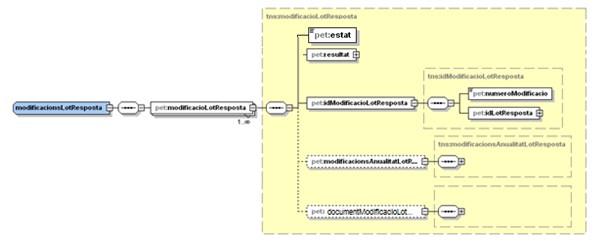 tns:modificacioLotResposta
pet:estat
pet:resultat
tns:idModificacioLotResposta
pet:numeroModificacio
modificacionsLotResposta
pet:modificacioLotResposta
pet:idModificacioLotResposta
pet:idLotResposta
1..∞
tns:modificacionsAnualitatLotResposta
pet:modificacionsAnualitatLotR...
pet: documentModificacioLot...